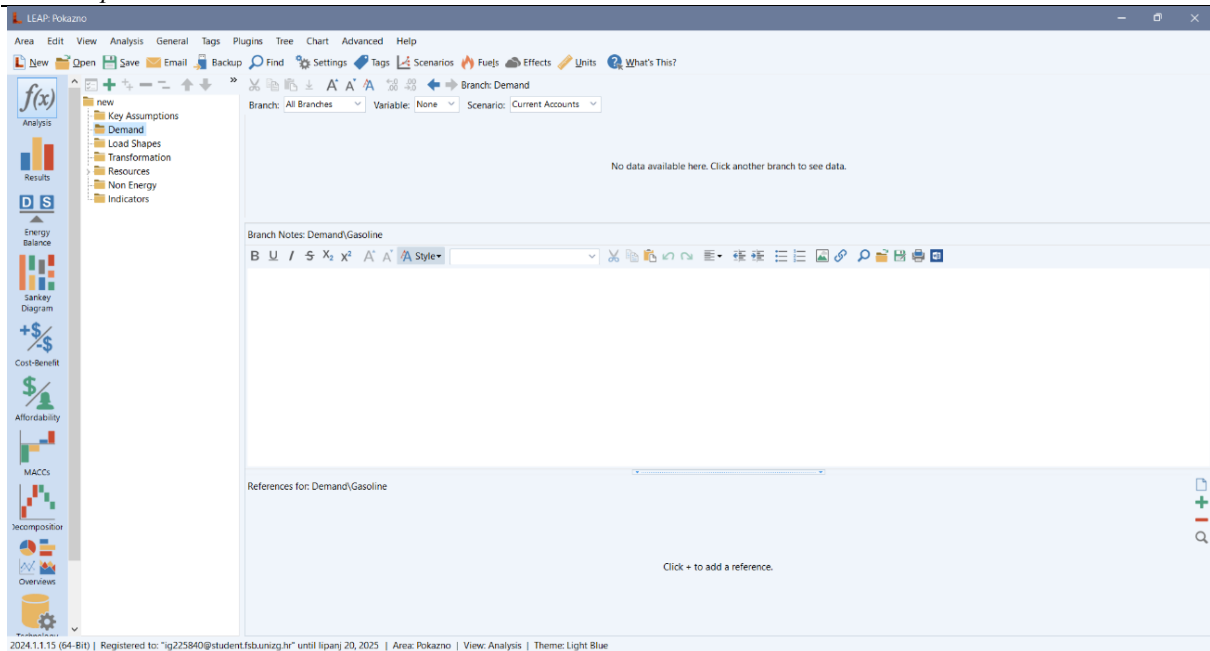 LEAP: Pokazno
Area Edit View Analysis General Tags Plugins Tree Chart Advanced Help
New Open Save Email Backup Find Settings Tags Scenarios Fuels Effects Units What's This?
Branch: Demand
Branch: All Branches Variable: None Scenario: Current Accounts
f(x)
Analysis
Results
D S
Energy
Balance
Sankey
Diagram
+$/-$
Cost-Benefit
$
Affordability
MACCs
Decomposition
Overviews
new
Key Assumptions
Demand
Load Shapes
Transformation
Resources
Non Energy
Indicators
No data available here. Click another branch to see data.
Branch Notes: Demand\Gasoline
B U I S X₂ X² A A A Style
References for: Demand\Gasoline
Click + to add a reference.
2024.1.1.15 (64-Bit) | Registered to: "ig225840@student.fsb.unizg.hr" until lipanj 20, 2025 | Area: Pokazno | View: Analysis | Theme: Light Blue